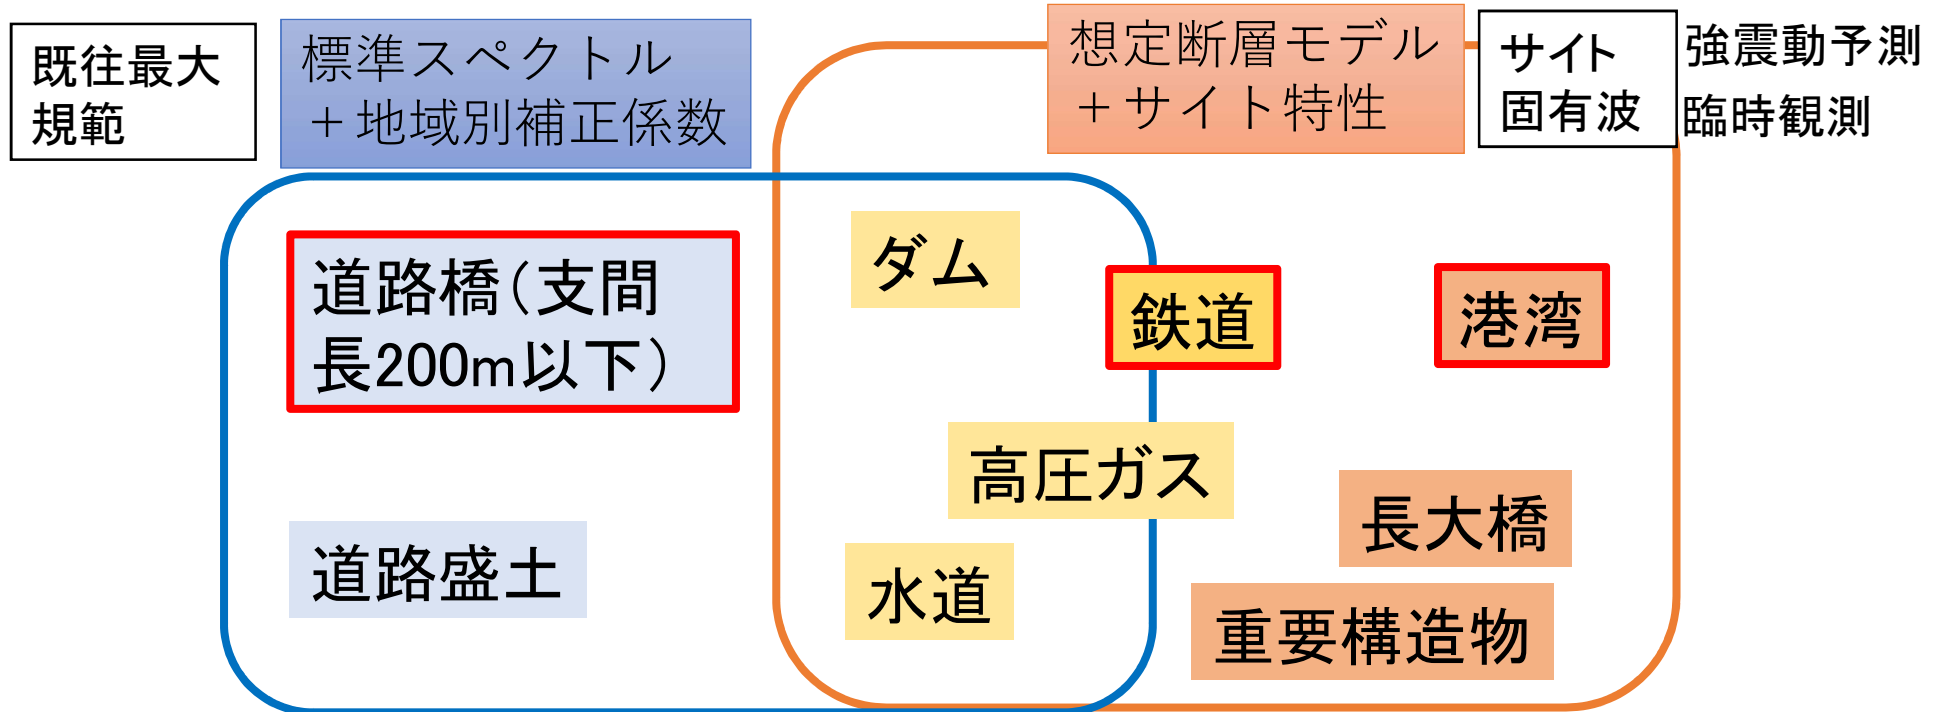 既往最大
規範
標準スペクトル
＋地域別補正係数
想定断層モデル
＋サイト特性
サイト
固有波
強震動予測
臨時観測
道路橋（支間
長200m以下）
ダム
鉄道
港湾
高圧ガス
長大橋
道路盛土
水道
重要構造物